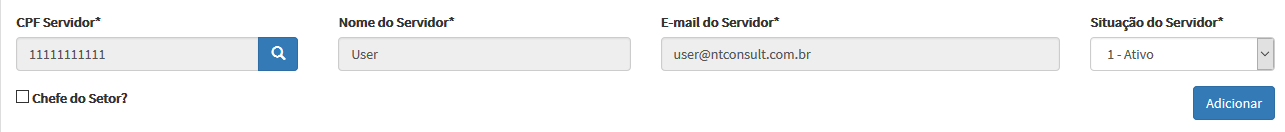 CPF Servidor* Nome do Servidor* E-mail do Servidor* Situação do Servidor*
11111111111 User user@ntconsult.com.br 1 - Ativo
Chefe do Setor? Adicionar